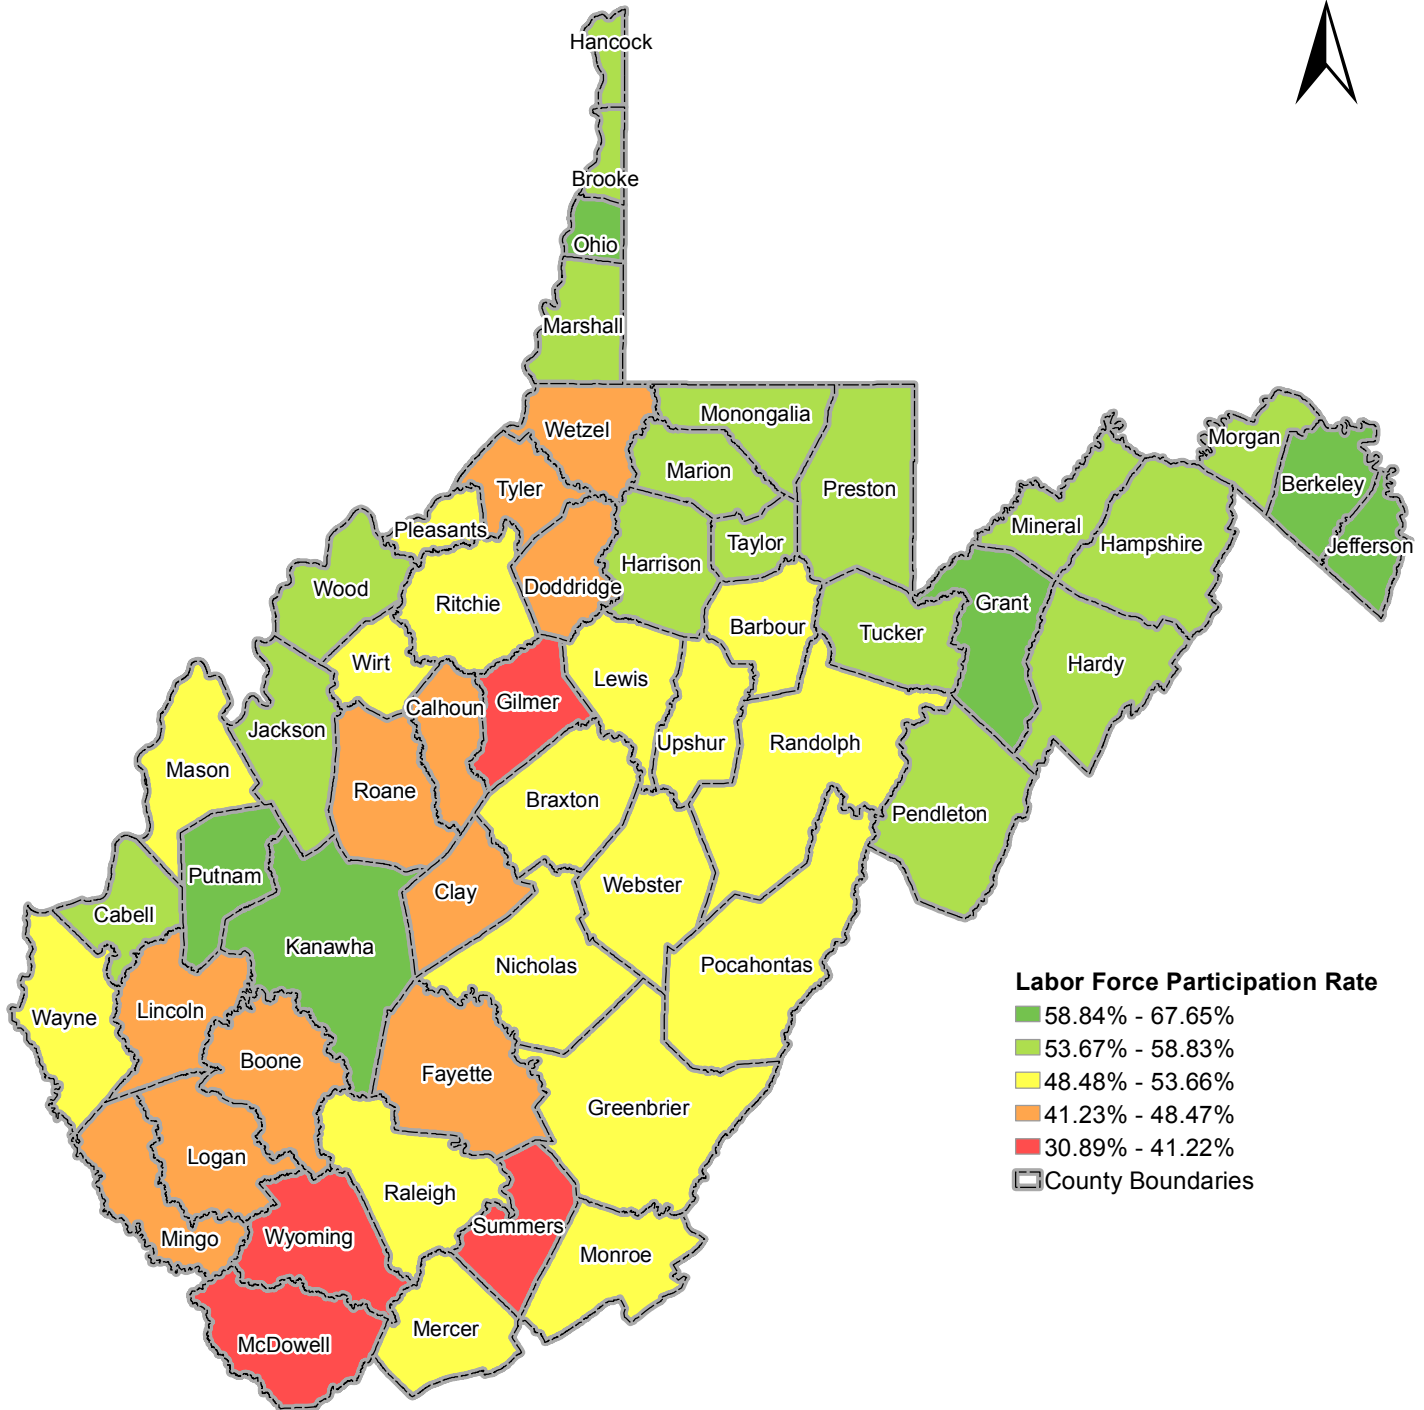 Hancock
Brooke
Ohio
Marshall
Wetzel
Monongalia
Marion
Preston
Tyler
Pleasants
Taylor
Harrison
Doddridge
Wood
Ritchie
Barbour
Tucker
Wirt
Morgan
Berkeley
Jefferson
Mineral
Hampshire
Grant
Hardy
Lewis
Gilmer
Calhoun
Jackson
Upshur
Randolph
Mason
Roane
Braxton
Pendleton
Putnam
Webster
Clay
Cabell
Kanawha
Nicholas
Pocahontas
Wayne
Lincoln
Boone
Fayette
Greenbrier
Logan
Raleigh
Summers
Mingo
Wyoming
Monroe
Mercer
McDowell
Labor Force Participation Rate
58.84% - 67.65%
53.67% - 58.83%
48.48% - 53.66%
41.23% - 48.47%
30.89% - 41.22%
County Boundaries